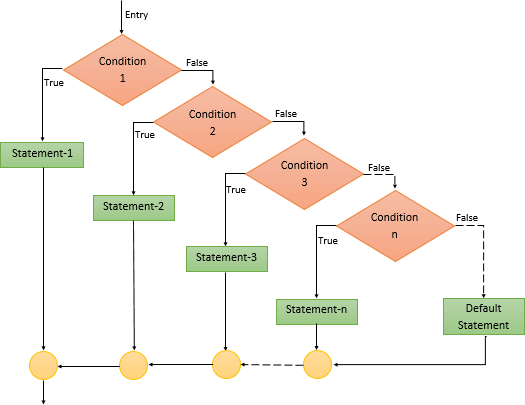 Entry
Condition
1
False
True
Statement-1
Condition
2
False
True
Statement-2
Condition
3
False
True
Statement-3
Condition
n
False
True
Statement-n
Default
Statement